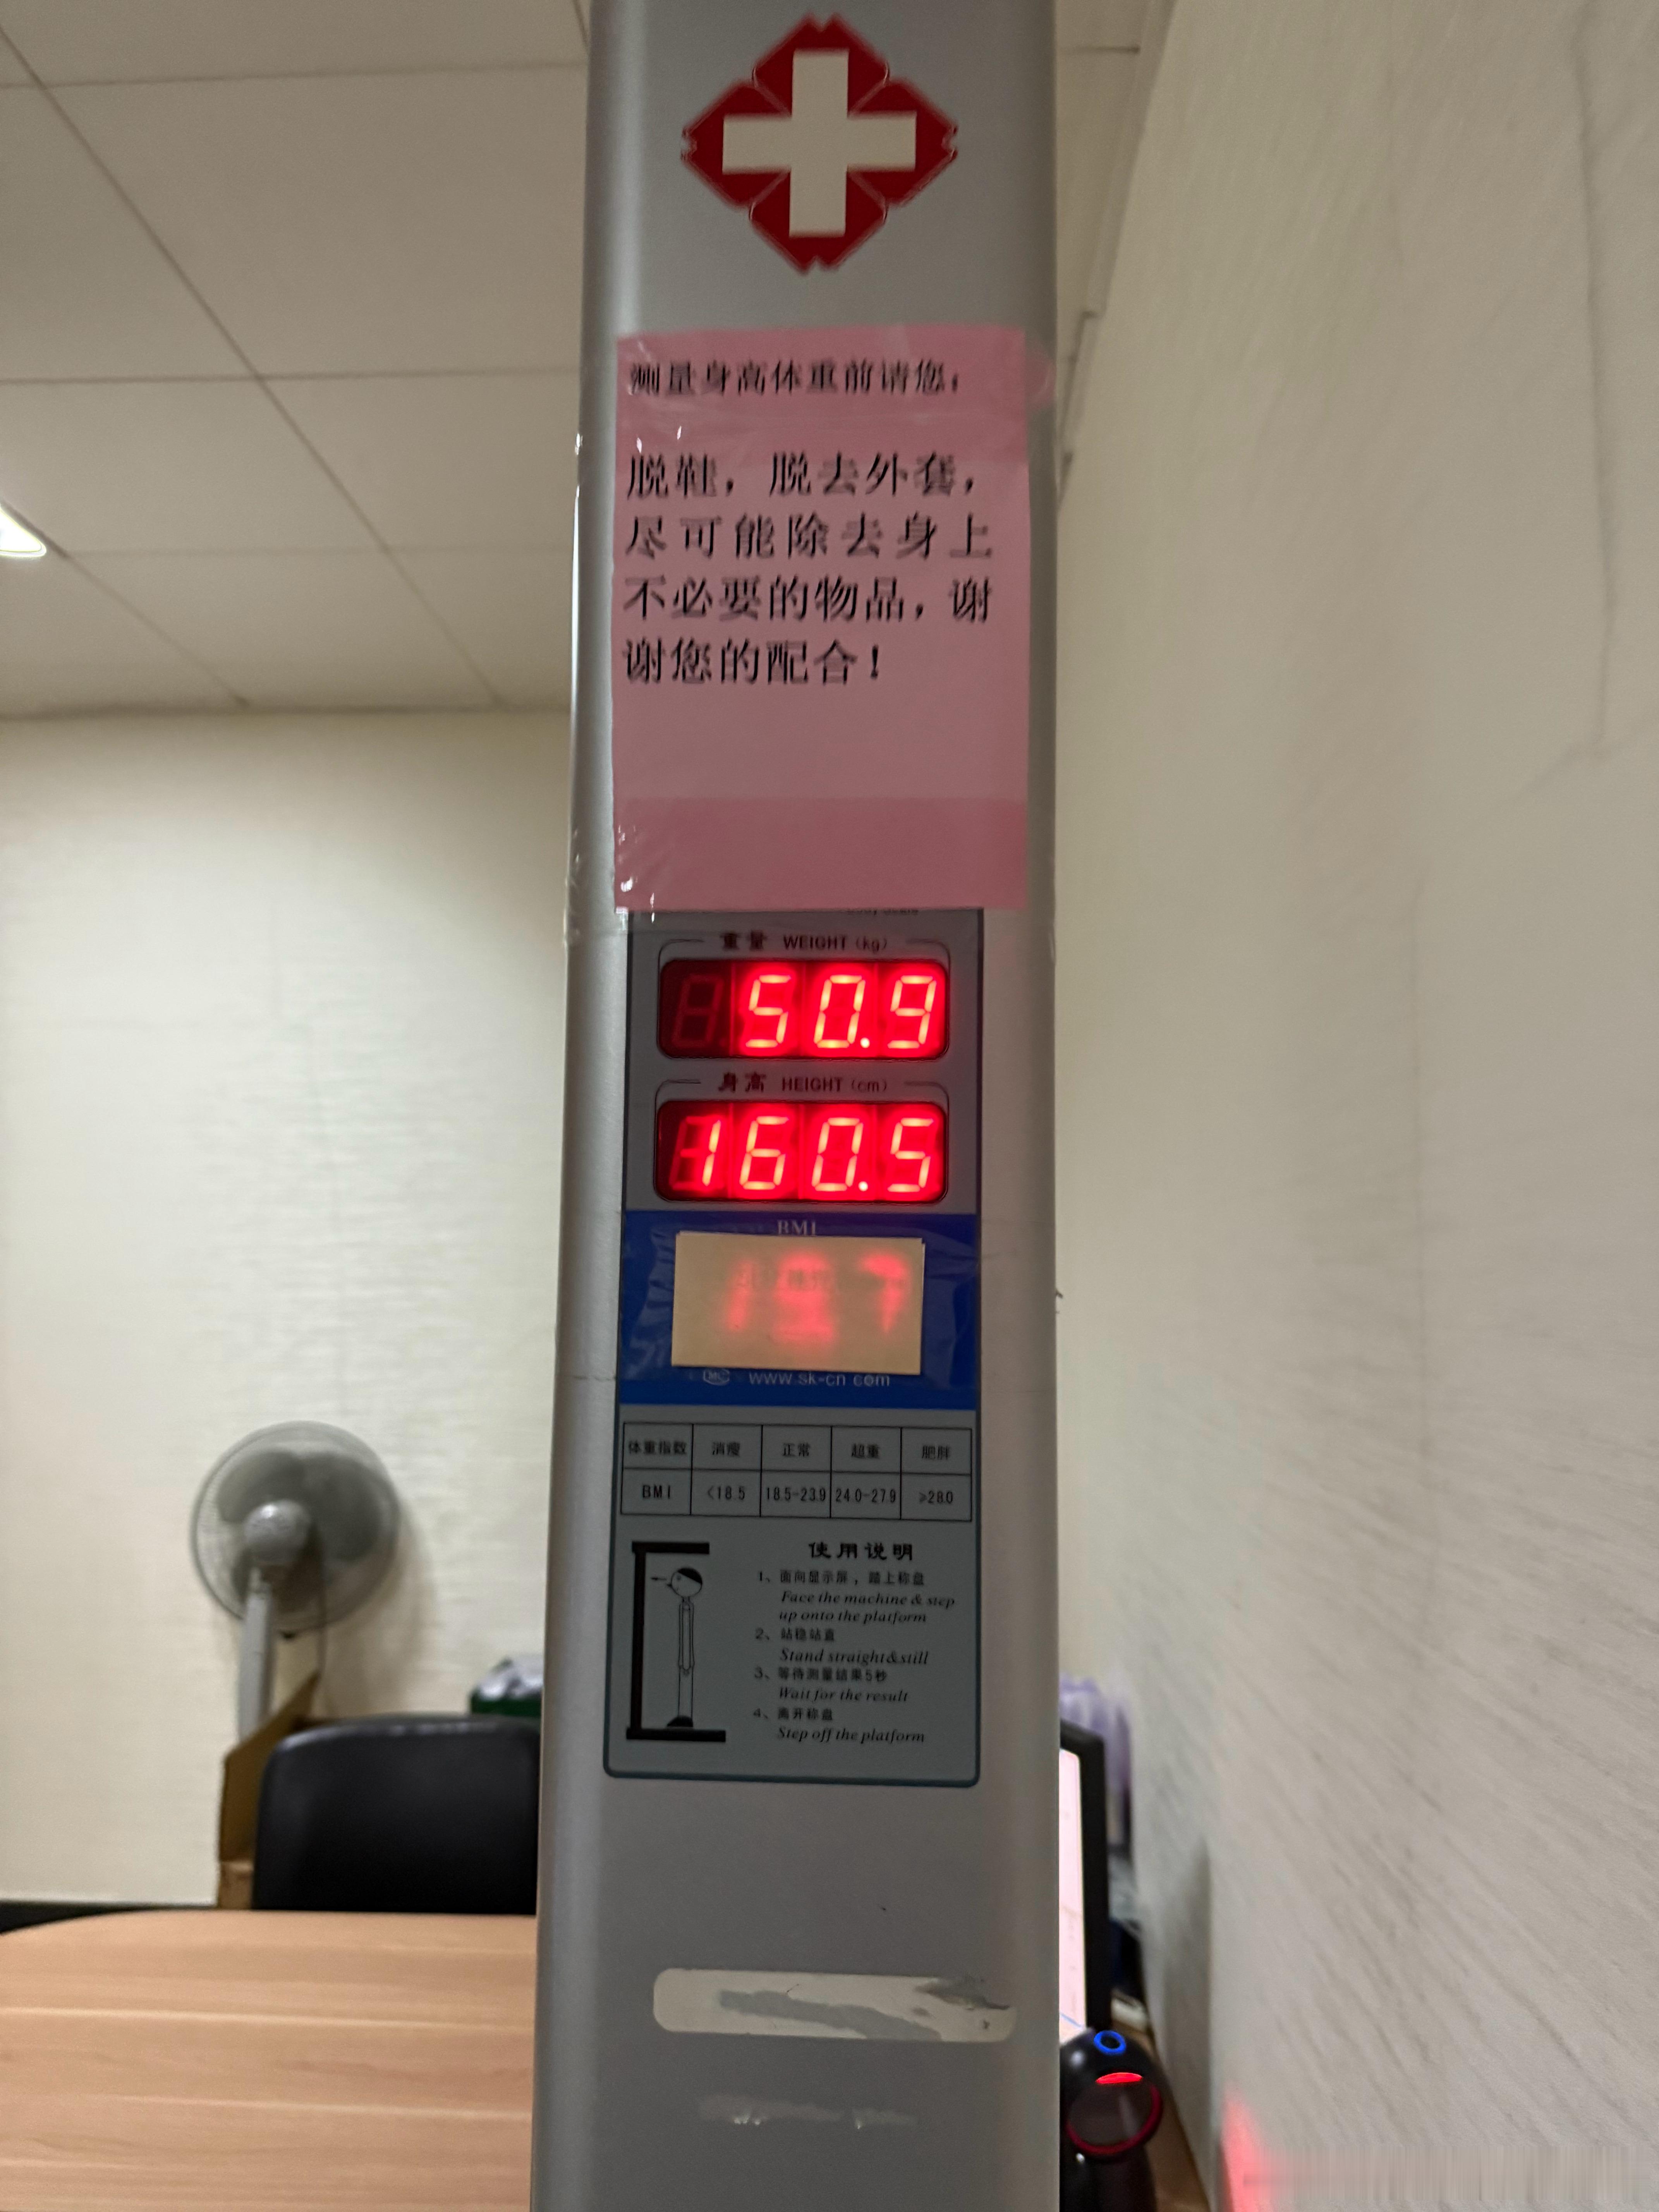 测量身高体重前请您：
脱鞋，脱去外套，
尽可能除去身上
不必要的物品，谢
谢您的配合！
重量 WEIGHT (kg)
50.9
身高 HEIGHT (cm)
160.5
BMI
19.7
www.sk-cn.com
体重指数 消瘦 正常 超重 肥胖
BMI <18.5 18.5-23.9 24.0-27.9 ≥28.0
使用说明
1、面向显示屏，踏上称盘
Face the machine & step
up onto the platform
2、站稳站直
Stand straight&still
3、等待测量结果5秒
Wait for the result
4、离开称盘
Step off the platform